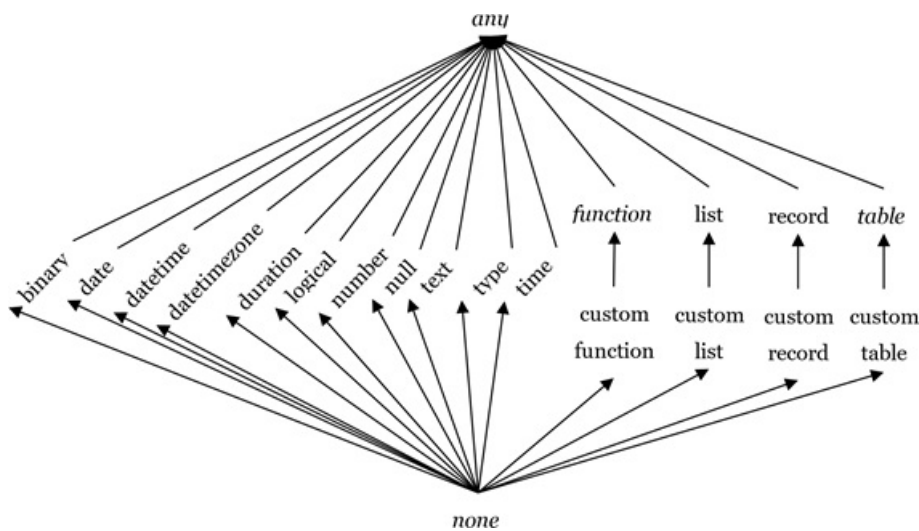 any
binary
date
datetime
datetimezone
duration
logical
number
null
text
type
time
function
list
record
table
custom
function
custom
list
custom
record
custom
table
none